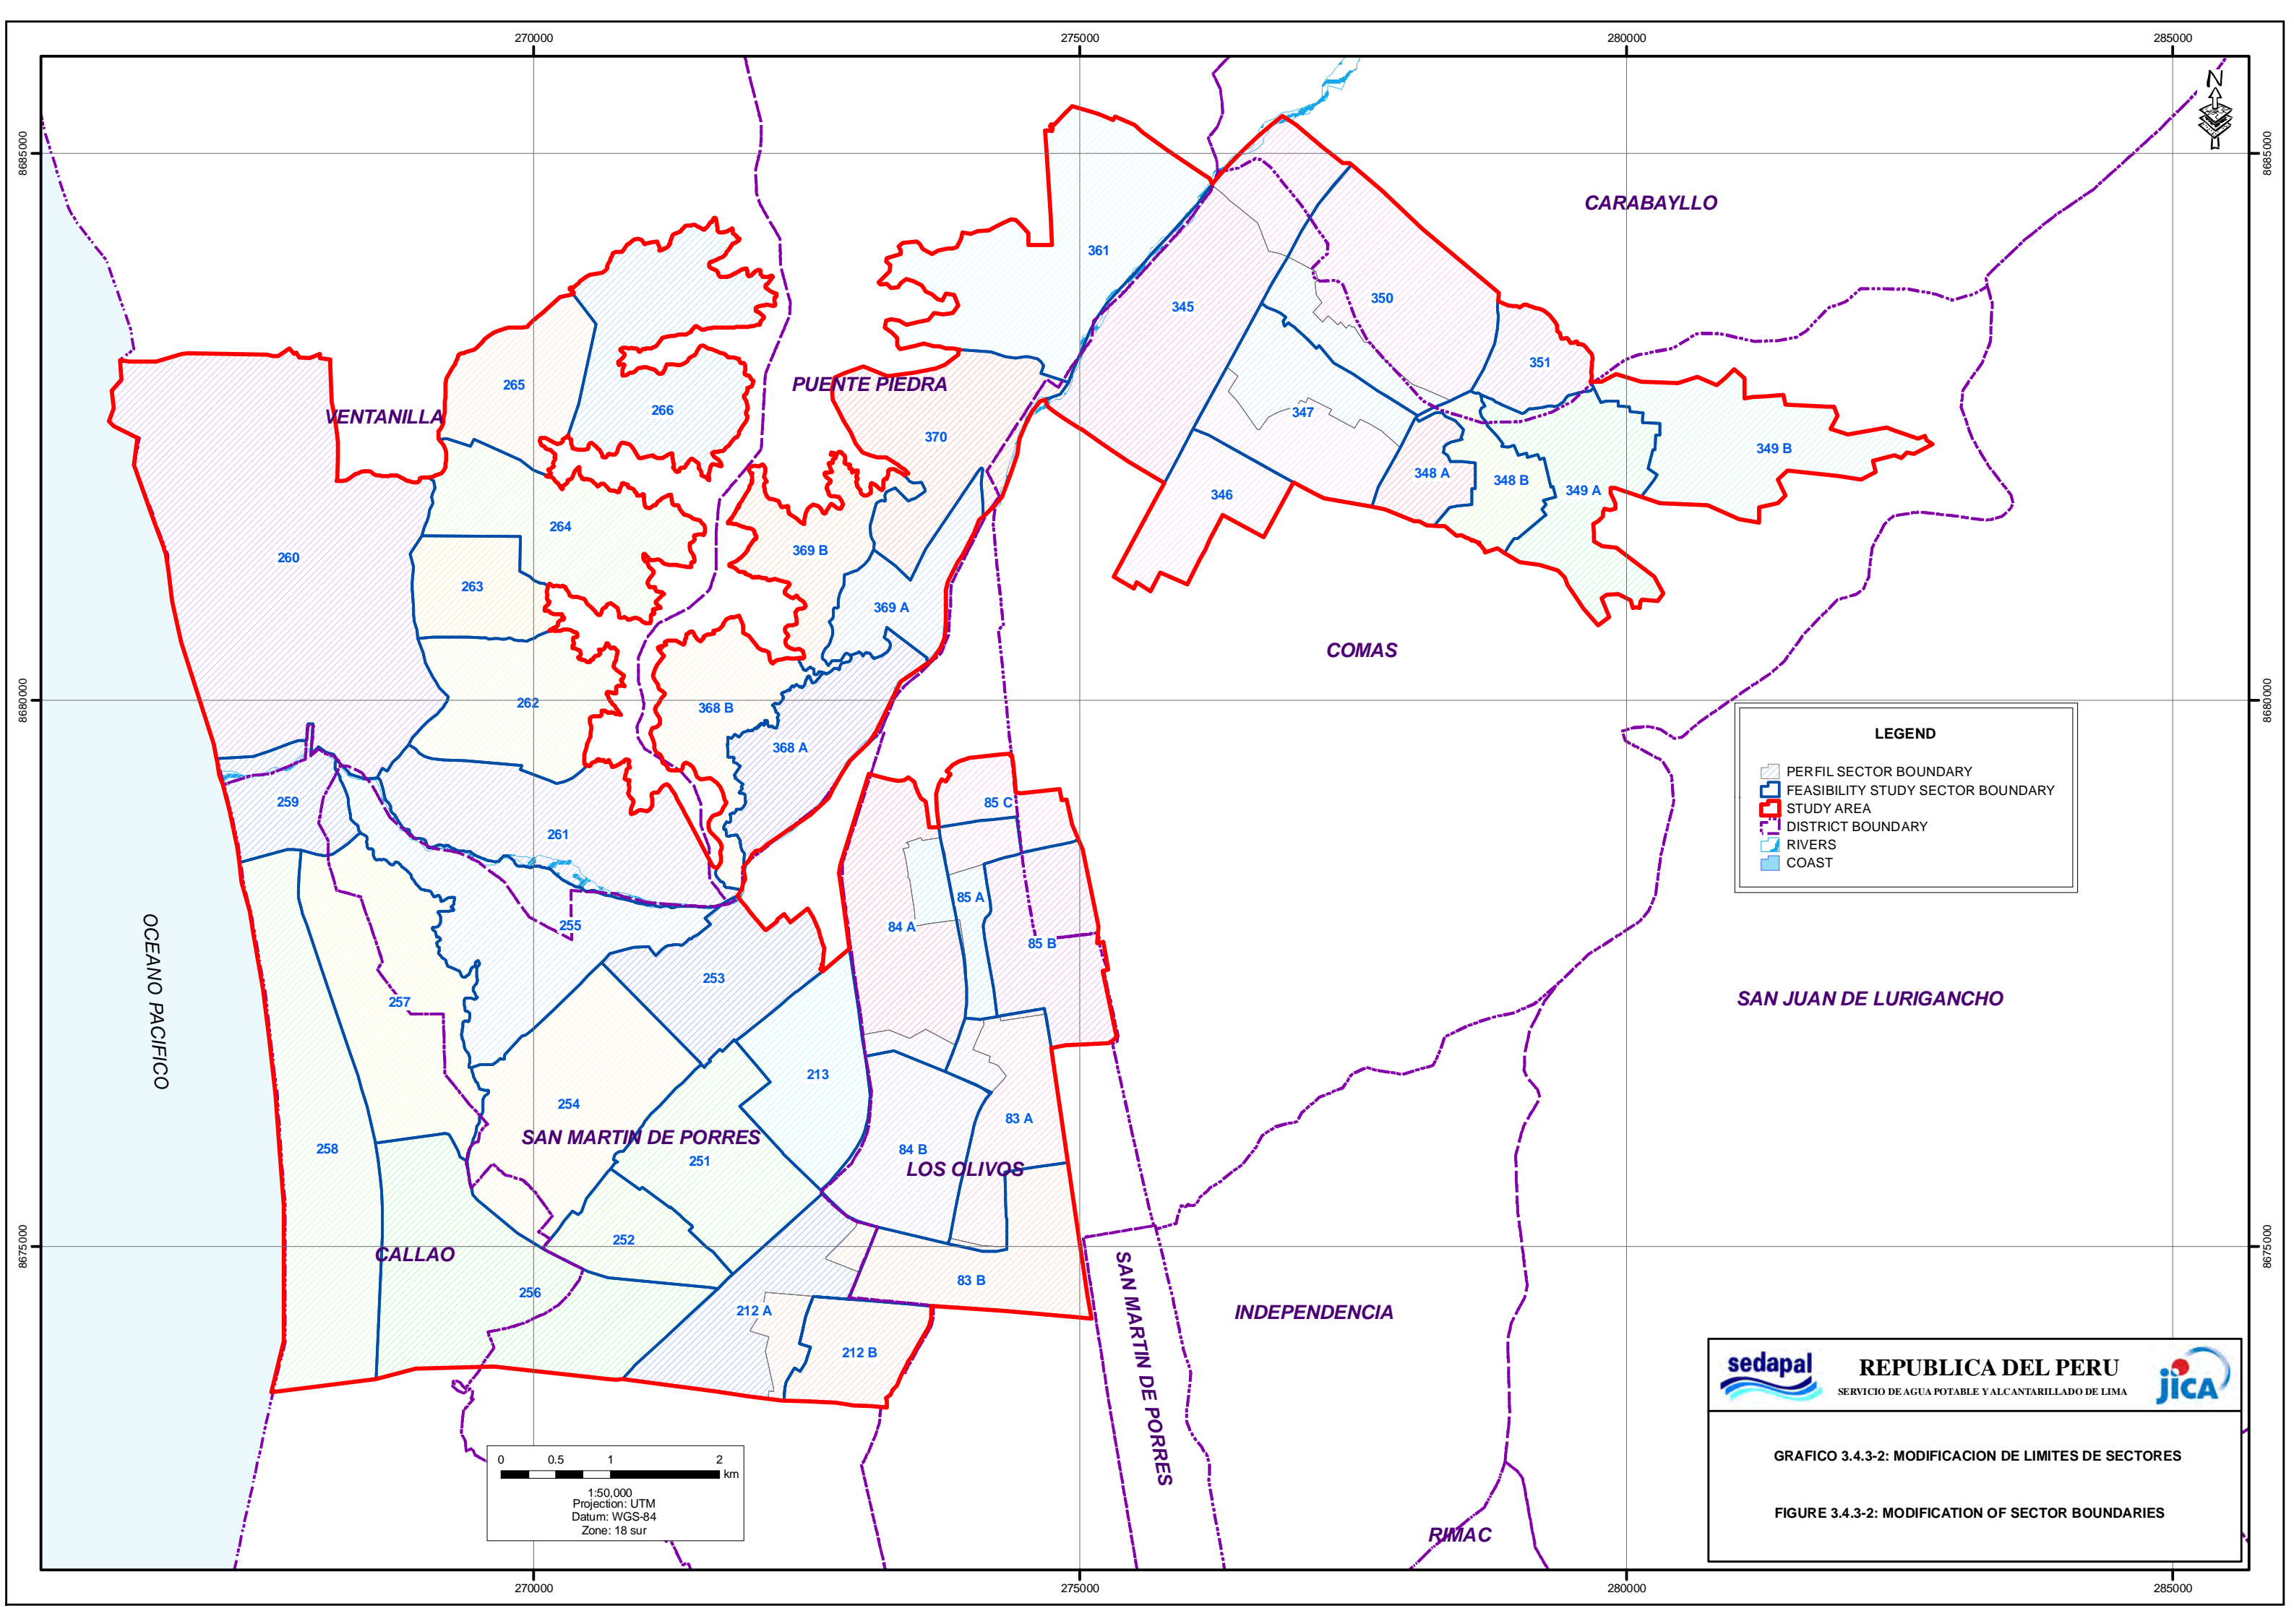 270000
275000
280000
285000
8685000
8685000
N
CARABAYLLO
361
345
350
351
265
266
VENTANILLA
PUENTE PIEDRA
370
347
349 B
348 A
348 B
349 A
346
264
260
369 B
263
369 A
COMAS
8680000
8680000
262
368 B
368 A
LEGEND
PERFIL SECTOR BOUNDARY
FEASIBILITY STUDY SECTOR BOUNDARY
STUDY AREA
DISTRICT BOUNDARY
RIVERS
COAST
259
85 C
261
85 A
84 A
85 B
255
OCEANO PACIFICO
253
257
SAN JUAN DE LURIGANCHO
213
254
83 A
SAN MARTIN DE PORRES
258
251
84 B
LOS OLIVOS
8675000
8675000
252
CALLAO
83 B
256
212 A
SAN MARTIN DE PORRES
INDEPENDENCIA
212 B
sedapal
REPUBLICA DEL PERU
SERVICIO DE AGUA POTABLE Y ALCANTARILLADO DE LIMA
jICA
GRAFICO 3.4.3-2: MODIFICACION DE LIMITES DE SECTORES
FIGURE 3.4.3-2: MODIFICATION OF SECTOR BOUNDARIES
0 0.5 1 2
km
1:50,000
Projection: UTM
Datum: WGS-84
Zone: 18 sur
RIMAC
270000
275000
280000
285000